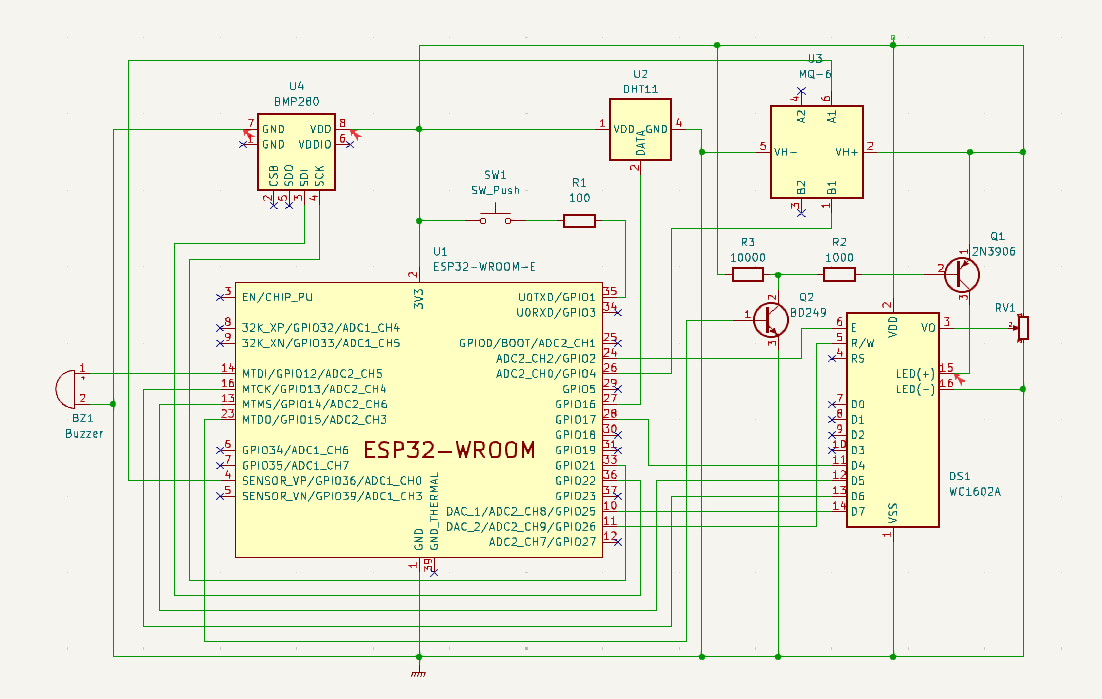 U3
MQ-6
4
6
A2
A1
5
VH-
VH+
2
B2
B1
3
1
U2
DHT11
1
VDD
GND
4
DATA
2
U4
BMP280
7
GND
VDD
8
GND
VDDIO
6
CSB
SDO
SDI
SCK
2
5
3
4
SW1
SW_Push
R1
100
R3
10000
R2
1000
Q1
2N3906
1
2
3
Q2
BD249
2
1
3
RV1
2
U1
ESP32-WROOM-E
2
3V3
3
EN/CHIP_PU
8
32K_XP/GPIO32/ADC1_CH4
9
32K_XN/GPIO33/ADC1_CH5
14
MTDI/GPIO12/ADC2_CH5
16
MTCK/GPIO13/ADC2_CH4
13
MTMS/GPIO14/ADC2_CH6
23
MTDO/GPIO15/ADC2_CH3
6
GPIO34/ADC1_CH6
7
GPIO35/ADC1_CH7
4
SENSOR_VP/GPIO36/ADC1_CH0
5
SENSOR_VN/GPIO39/ADC1_CH3
ESP32-WROOM
U0TXD/GPIO1
35
U0RXD/GPIO3
34
GPIO0/BOOT/ADC2_CH1
25
ADC2_CH2/GPIO2
24
ADC2_CH0/GPIO4
26
GPIO5
29
GPIO16
27
GPIO17
28
GPIO18
30
GPIO19
31
GPIO21
33
GPIO22
36
GPIO23
37
DAC_1/ADC2_CH8/GPIO25
10
DAC_2/ADC2_CH9/GPIO26
11
ADC2_CH7/GPIO27
12
GND
GND_THERMAL
1
39
1
2
BZ1
Buzzer
2
VDD
6
E
5
R/W
4
RS
VO
3
LED(+)
15
LED(-)
16
7
D0
8
D1
9
D2
10
D3
11
D4
12
D5
13
D6
14
D7
VSS
1
DS1
WC1602A